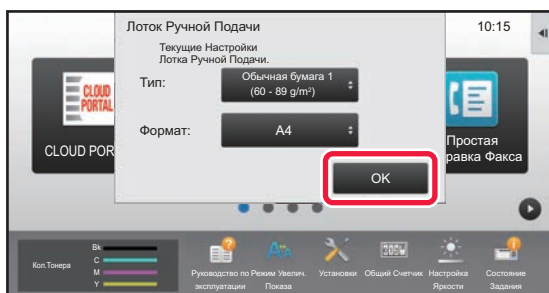 Лоток Ручной Подачи
10:15
Текущие Настройки
Лотка Ручной Подачи.
Тип:
Обычная бумага 1
(60 - 89 g/m²)
Формат:
A4
OK
CLOUD
PORTAL
CLOUD POR
Простая
равка Факса
Кол.Тонера
Bk
C
M
Y
Руководство по
эксплуатации
Режим Увелич.
Показа
Установки
Общий Счетчик
Настройка
Яркости
Состояние
Задания